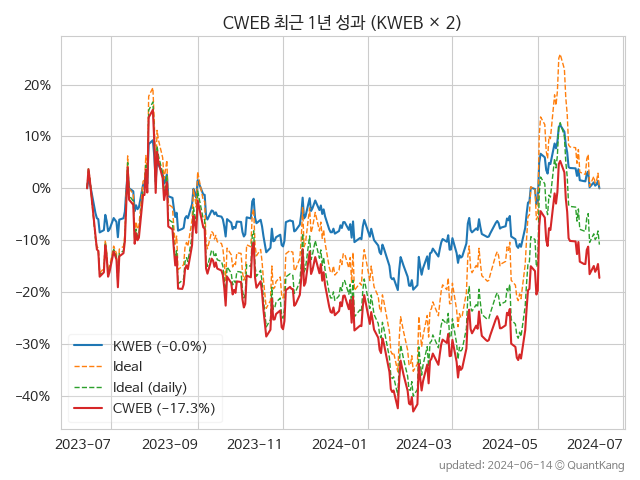 CWEB 최근 1년 성과 (KWEB × 2)
20%
10%
0%
−10%
−20%
−30%
−40%
KWEB (−0.0%)
Ideal
Ideal (daily)
CWEB (−17.3%)
2023-07 2023-09 2023-11 2024-01 2024-03 2024-05 2024-07
updated: 2024-06-14 © QuantKang